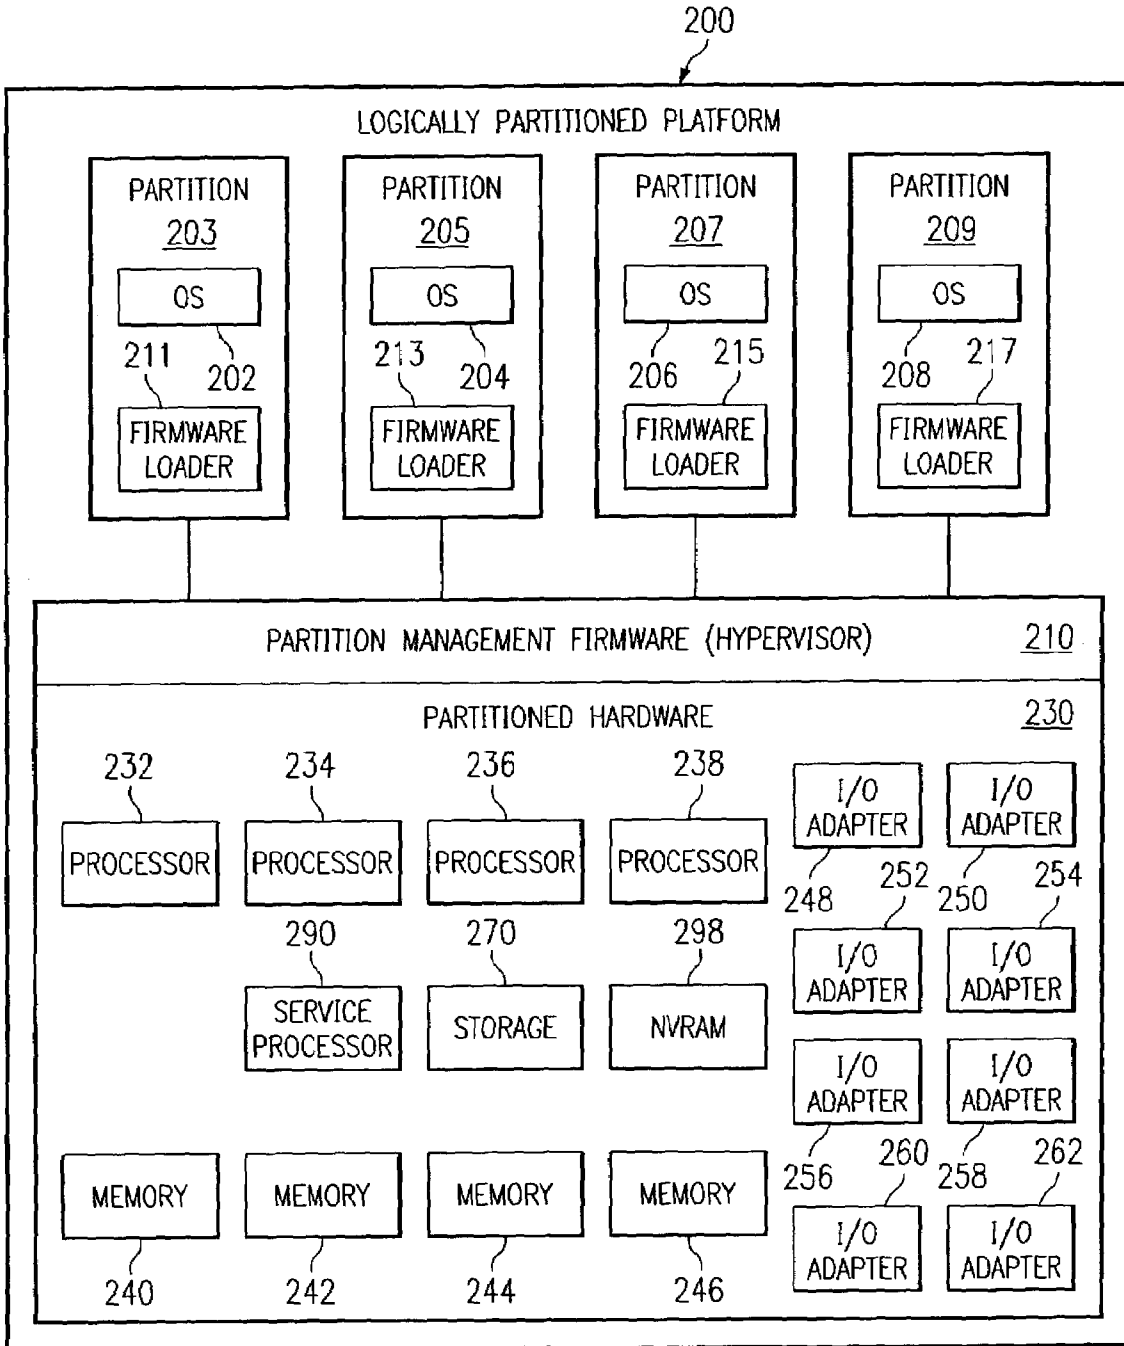 200
LOGICALLY PARTITIONED PLATFORM
PARTITION
203
OS
211
202
FIRMWARE
LOADER
PARTITION
205
OS
213
204
FIRMWARE
LOADER
PARTITION
207
OS
206
215
FIRMWARE
LOADER
PARTITION
209
OS
208
217
FIRMWARE
LOADER
PARTITION MANAGEMENT FIRMWARE (HYPERVISOR)
210
PARTITIONED HARDWARE
230
232
PROCESSOR
234
PROCESSOR
236
PROCESSOR
238
PROCESSOR
290
SERVICE
PROCESSOR
270
STORAGE
298
NVRAM
MEMORY
240
MEMORY
242
MEMORY
244
MEMORY
246
I/O
ADAPTER
248
I/O
ADAPTER
250
252
I/O
ADAPTER
254
I/O
ADAPTER
I/O
ADAPTER
256
I/O
ADAPTER
258
260
I/O
ADAPTER
262
I/O
ADAPTER